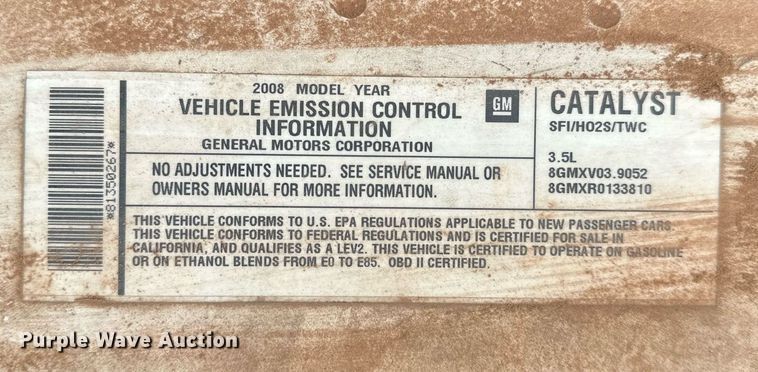 2008 MODEL YEAR
VEHICLE EMISSION CONTROL
INFORMATION
GENERAL MOTORS CORPORATION
GM
CATALYST
SFI/HO2S/TWC
3.5L
8GMXV03.9052
8GMXR0133810
NO ADJUSTMENTS NEEDED. SEE SERVICE MANUAL OR
OWNERS MANUAL FOR MORE INFORMATION.
*81350267*
THIS VEHICLE CONFORMS TO U.S. EPA REGULATIONS APPLICABLE TO NEW PASSENGER CARS
THIS VEHICLE CONFORMS TO FEDERAL REGULATIONS AND IS CERTIFIED FOR SALE IN
CALIFORNIA, AND QUALIFIES AS A LEV2. THIS VEHICLE IS CERTIFIED TO OPERATE ON GASOLINE
OR ON ETHANOL BLENDS FROM E0 TO E85. OBD II CERTIFIED.
Purple Wave Auction